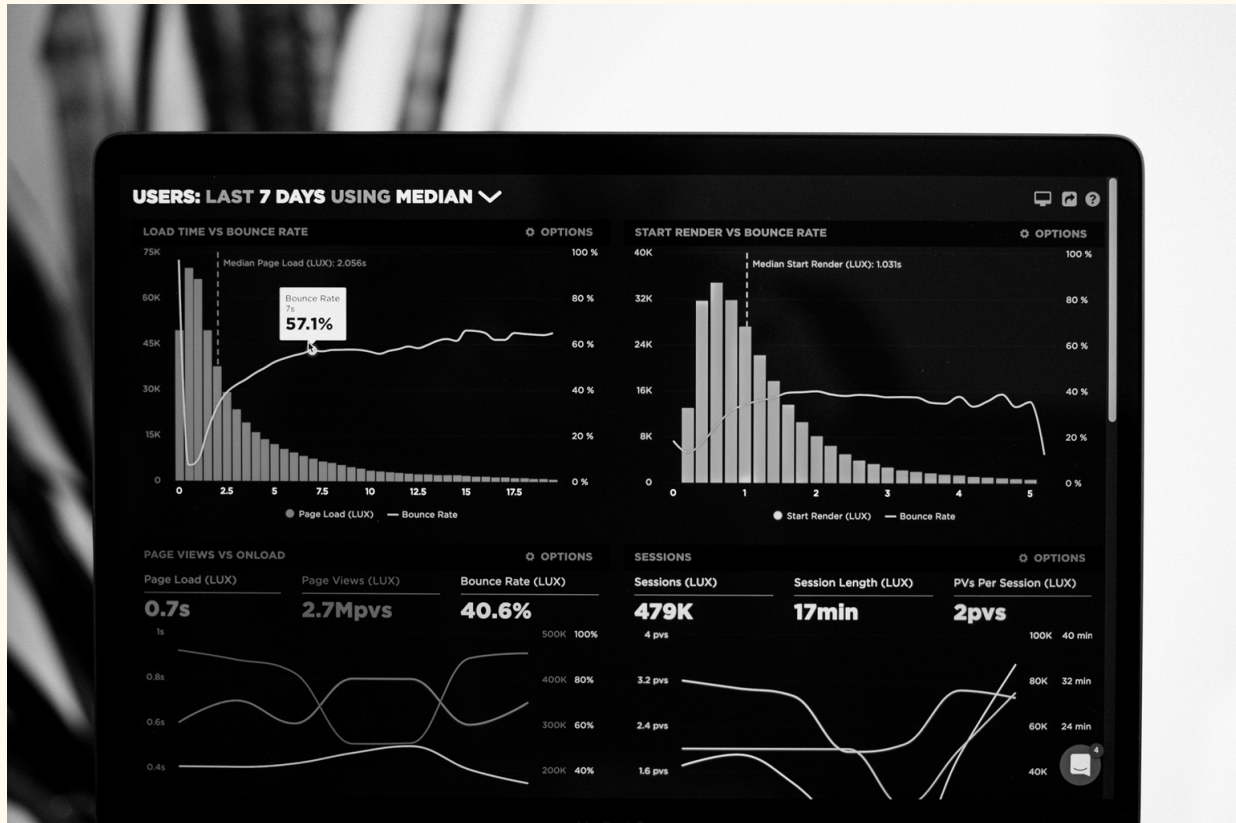 USERS: LAST 7 DAYS USING MEDIAN
LOAD TIME VS BOUNCE RATE
OPTIONS
75K
100 %
Median Page Load (LUX): 2.056s
60K
80 %
Bounce Rate
7s
57.1%
45K
60 %
30K
40 %
15K
20 %
0
0 %
0 2.5 5 7.5 10 12.5 15 17.5
Page Load (LUX) Bounce Rate
START RENDER VS BOUNCE RATE
OPTIONS
40K
100 %
Median Start Render (LUX): 1.031s
32K
80 %
24K
60 %
16K
40 %
8K
20 %
0
0 %
0 1 2 3 4 5
Start Render (LUX) Bounce Rate
PAGE VIEWS VS ONLOAD
OPTIONS
Page Load (LUX) Page Views (LUX) Bounce Rate (LUX)
0.7s 2.7Mpvs 40.6%
1s 500K 100%
0.8s 400K 80%
0.6s 300K 60%
0.4s 200K 40%
SESSIONS
OPTIONS
Sessions (LUX) Session Length (LUX) PVs Per Session (LUX)
479K 17min 2pvs
4 pvs 100K 40 min
3.2 pvs 80K 32 min
2.4 pvs 60K 24 min
1.6 pvs 40K
4